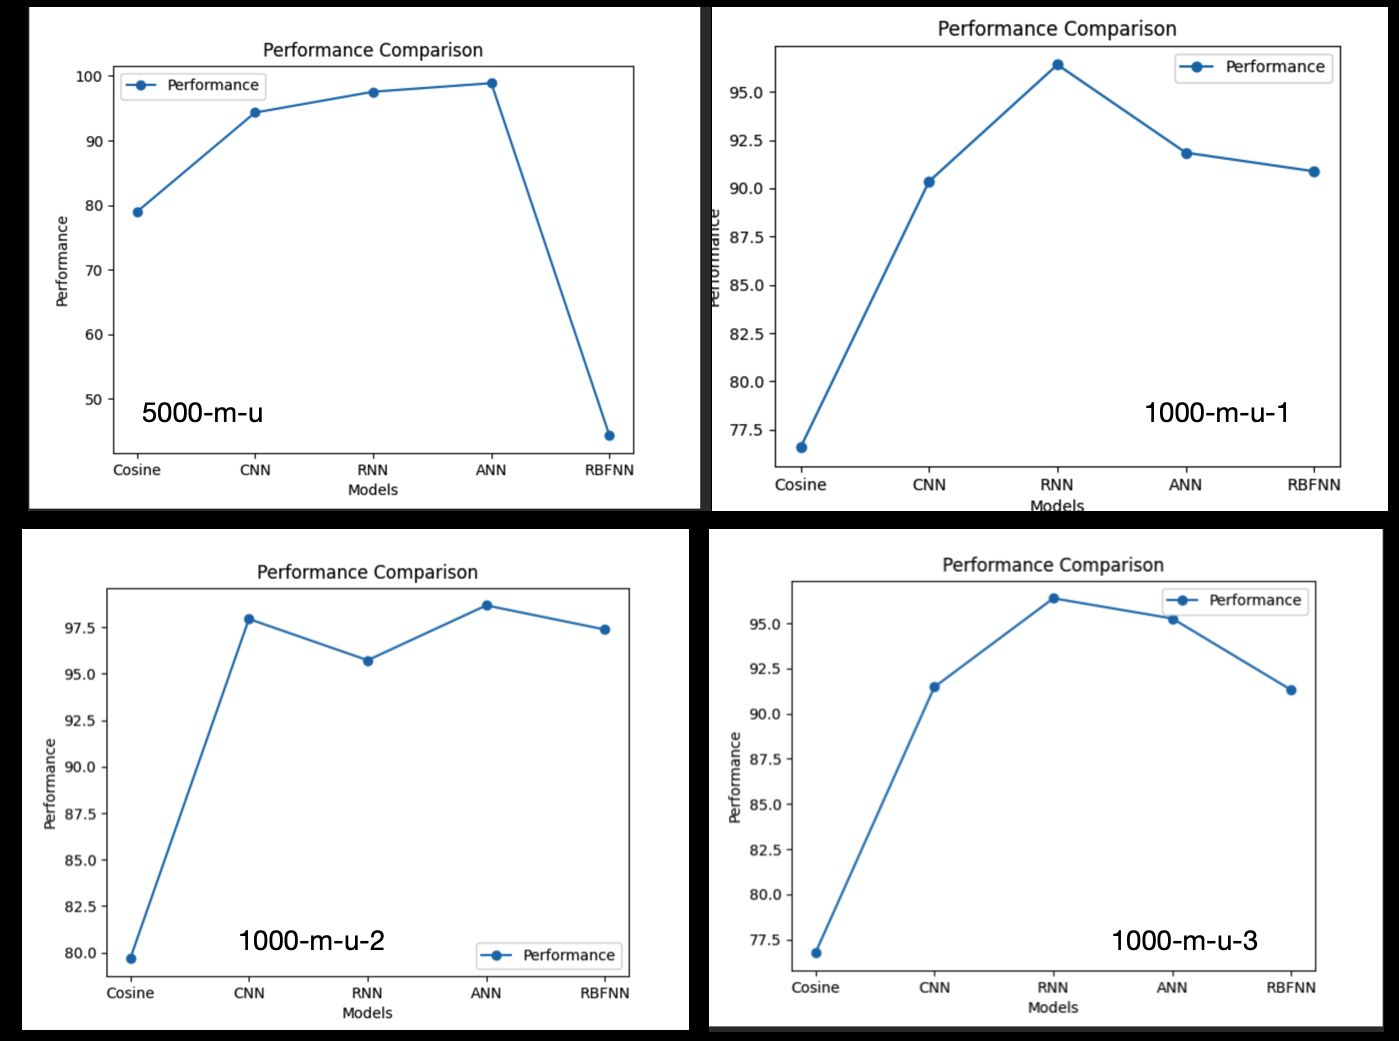 Performance Comparison
Performance
100
90
80
70
60
50
Performance
5000-m-u
Cosine CNN RNN ANN RBFNN
Models
Performance Comparison
Performance
95.0
92.5
90.0
87.5
85.0
82.5
80.0
77.5
Performance
1000-m-u-1
Cosine CNN RNN ANN RBFNN
Models
Performance Comparison
97.5
95.0
92.5
90.0
87.5
85.0
82.5
80.0
Performance
1000-m-u-2
Performance
Cosine CNN RNN ANN RBFNN
Models
Performance Comparison
Performance
95.0
92.5
90.0
87.5
85.0
82.5
80.0
77.5
Performance
1000-m-u-3
Cosine CNN RNN ANN RBFNN
Models